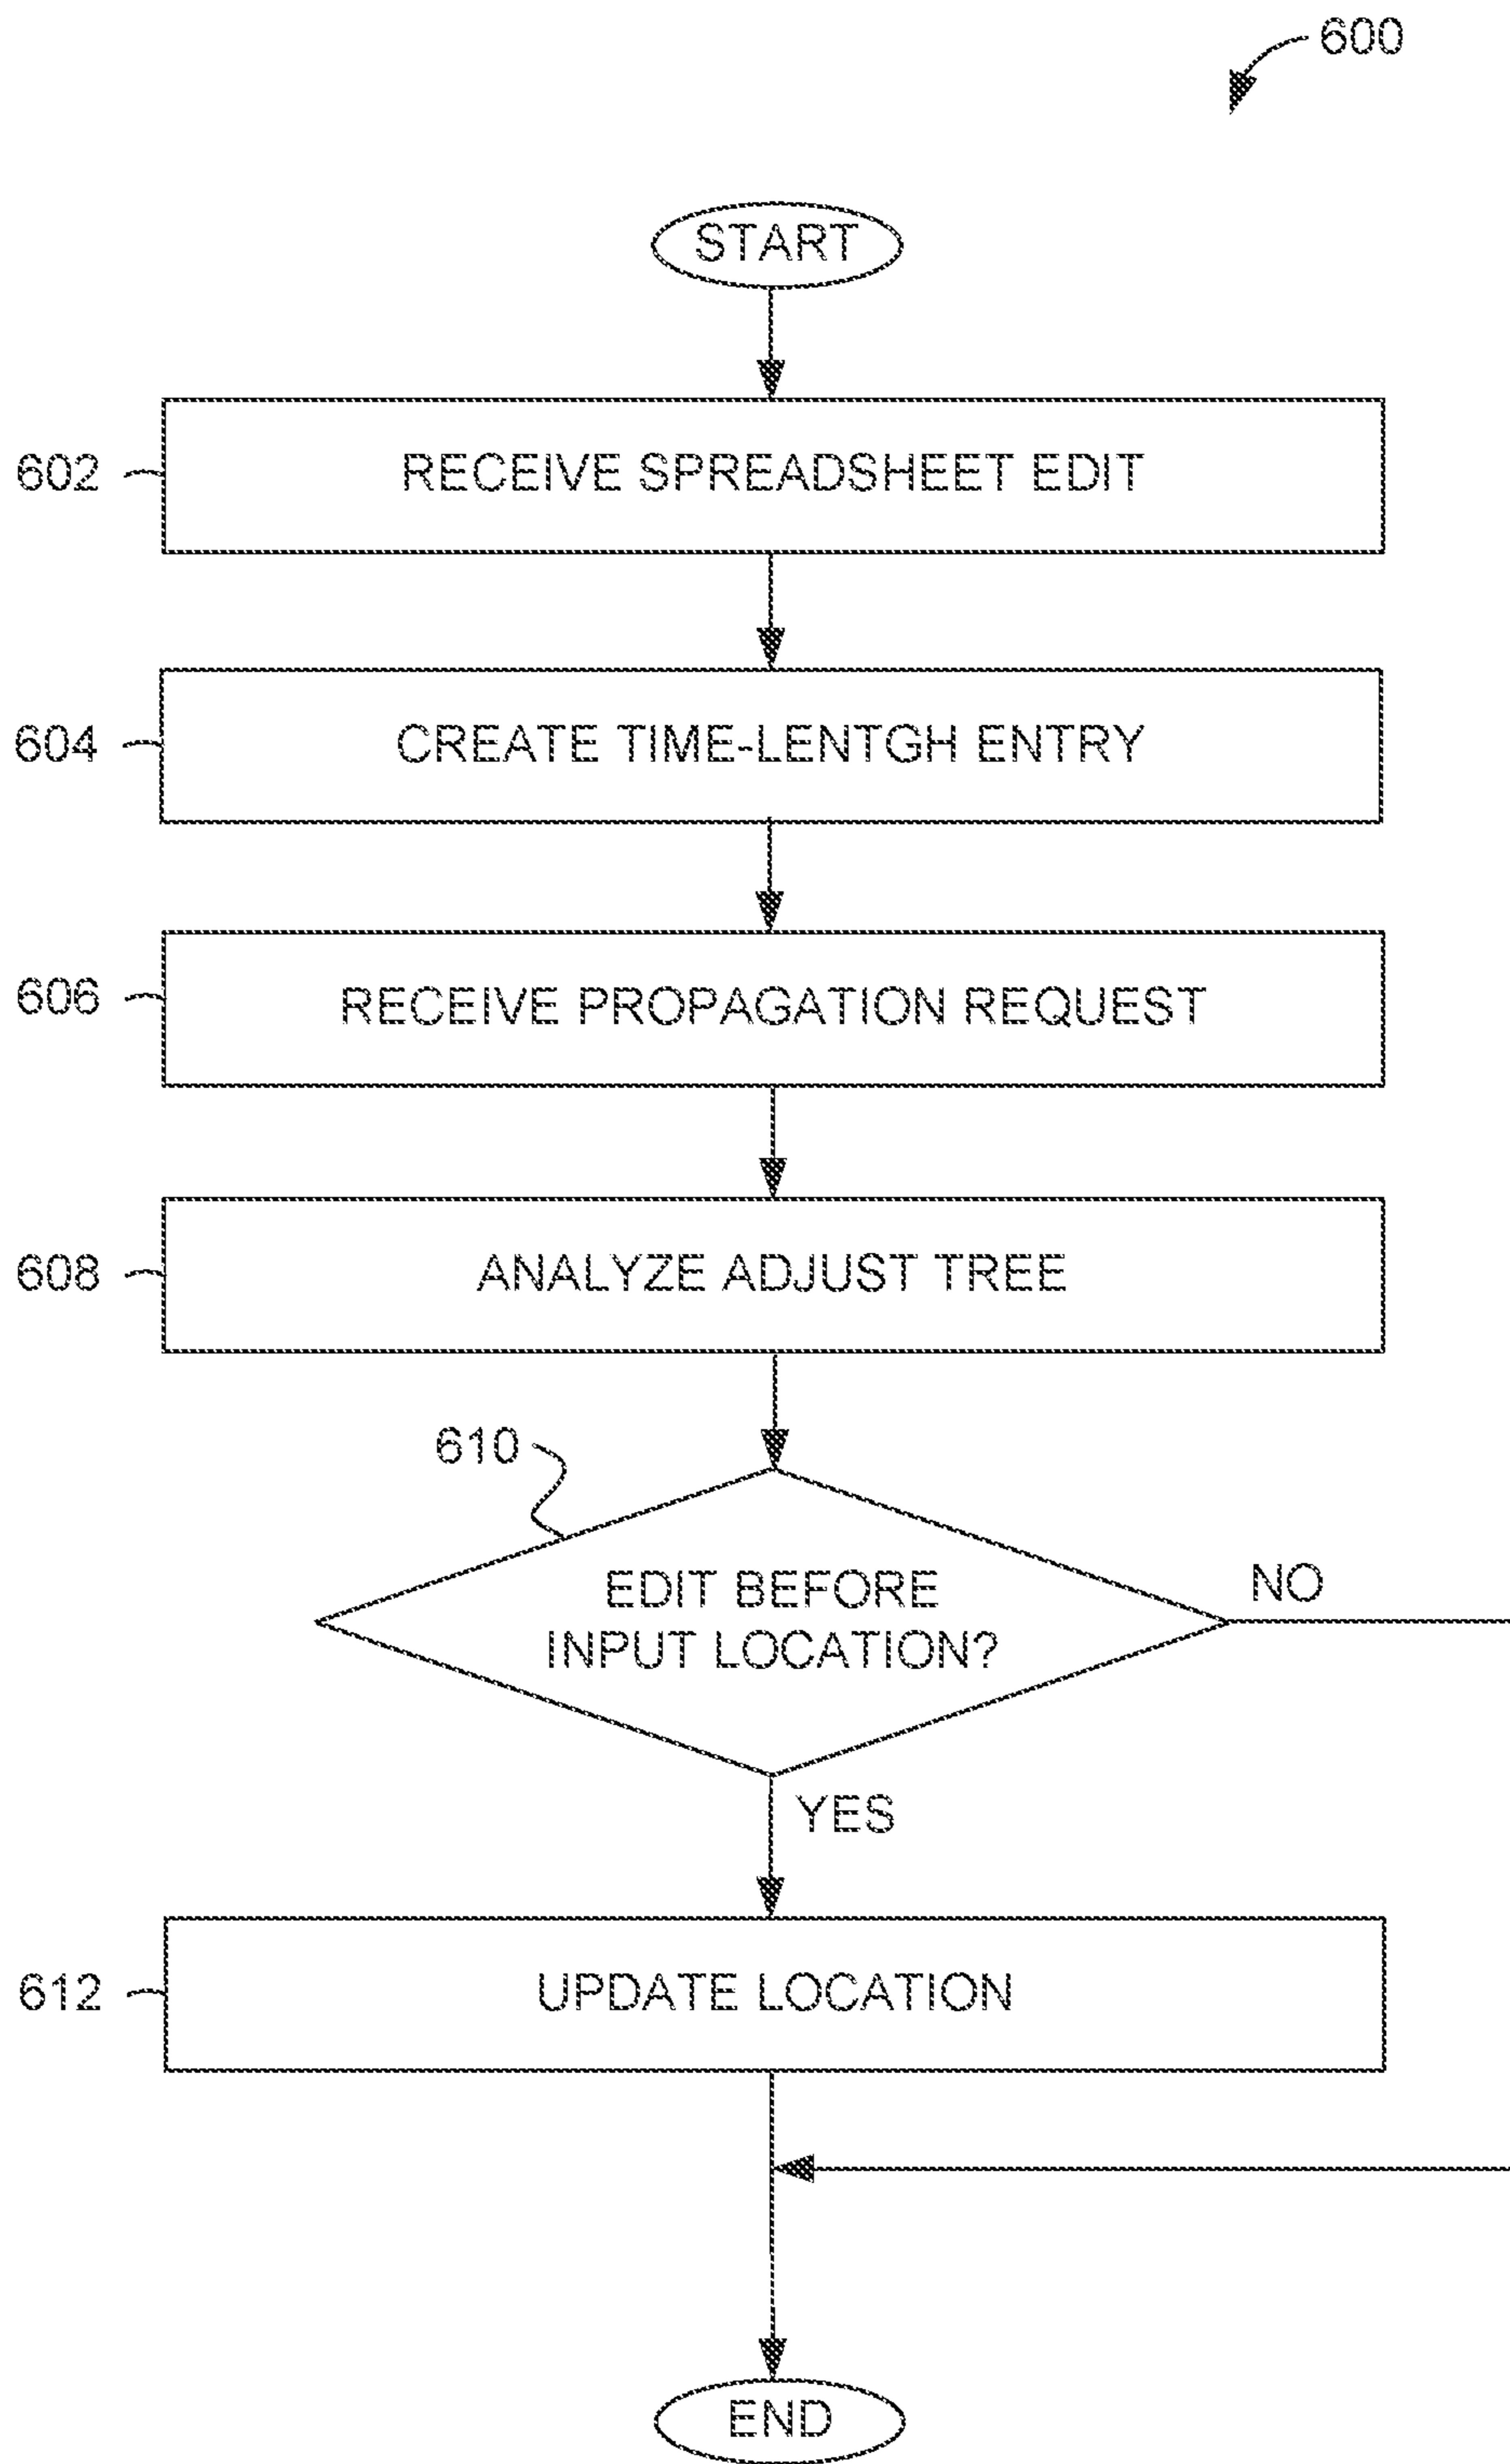 600
START
602
RECEIVE SPREADSHEET EDIT
604
CREATE TIME-LENTGH ENTRY
606
RECEIVE PROPAGATION REQUEST
608
ANALYZE ADJUST TREE
610
EDIT BEFORE
INPUT LOCATION?
NO
YES
612
UPDATE LOCATION
END